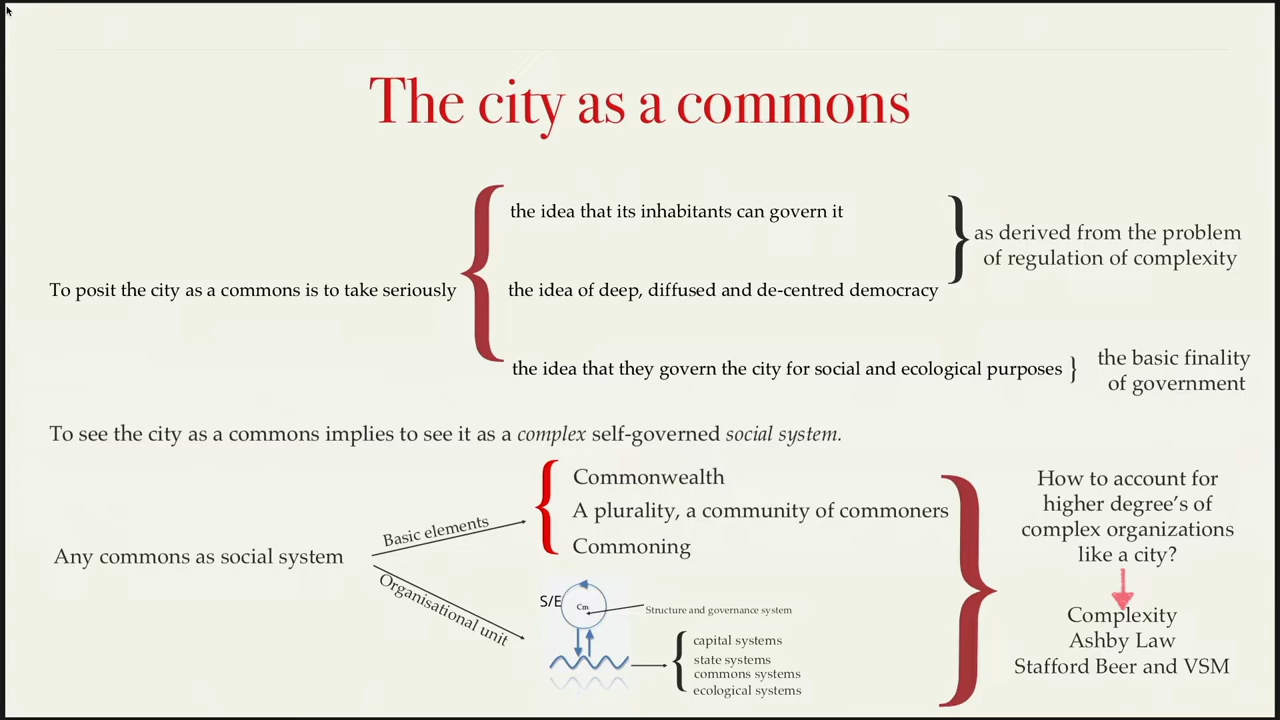 The city as a commons
the idea that its inhabitants can govern it
as derived from the problem
of regulation of complexity
To posit the city as a commons is to take seriously
the idea of deep, diffused and de-centred democracy
the idea that they govern the city for social and ecological purposes
the basic finality
of government
To see the city as a commons implies to see it as a complex self-governed social system.
Any commons as social system
Basic elements
Commonwealth
A plurality, a community of commoners
Commoning
Organisational unit
S/E
Cm
Structure and governance system
capital systems
state systems
commons systems
ecological systems
How to account for
higher degree's of
complex organizations
like a city?
Complexity
Ashby Law
Stafford Beer and VSM